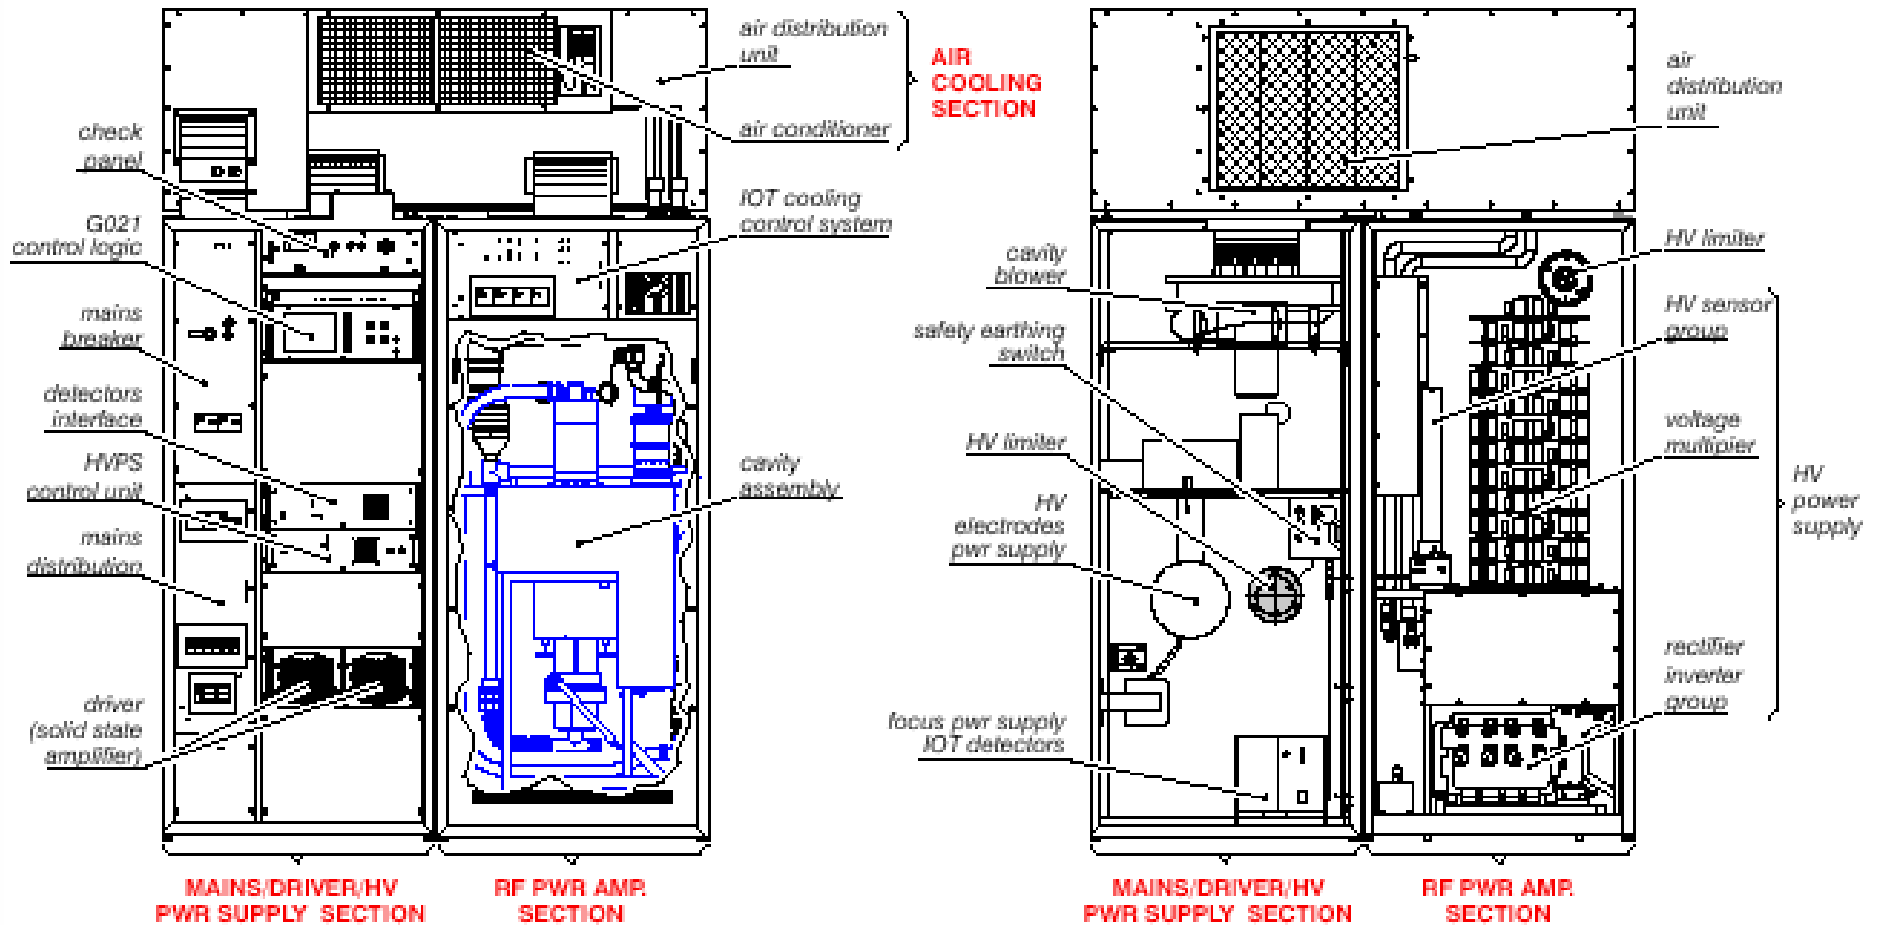 air distribution
unit
AIR
COOLING
SECTION
air conditioner
check
panel
G021
control logic
IOT cooling
control system
mains
breaker
detectors
interface
HVPS
control unit
cavity
assembly
mains
distribution
driver
(solid state
amplifier)
MAINS/DRIVER/HV
PWR SUPPLY SECTION
RF PWR AMP.
SECTION
air
distribution
unit
cavity
blower
HV limiter
safety earthing
switch
HV sensor
group
HV limiter
voltage
multipier
HV
electrodes
pwr supply
HV
power
supply
rectifier
inverter
group
focus pwr supply
IOT detectors
MAINS/DRIVER/HV
PWR SUPPLY SECTION
RF PWR AMP.
SECTION